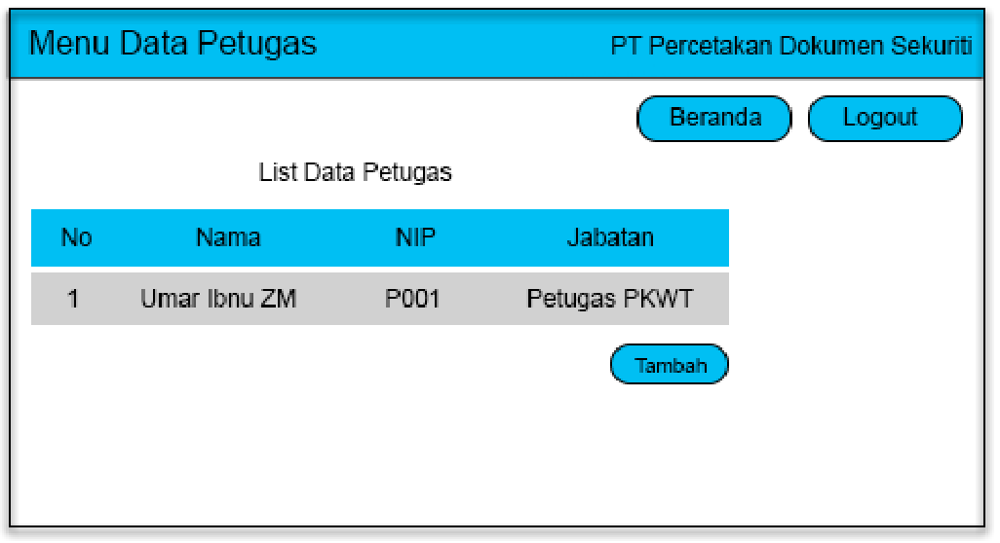 Menu Data Petugas PT Percetakan Dokumen Sekuriti
Beranda Logout
List Data Petugas
No Nama NIP Jabatan
1 Umar Ibnu ZM P001 Petugas PKWT
Tambah